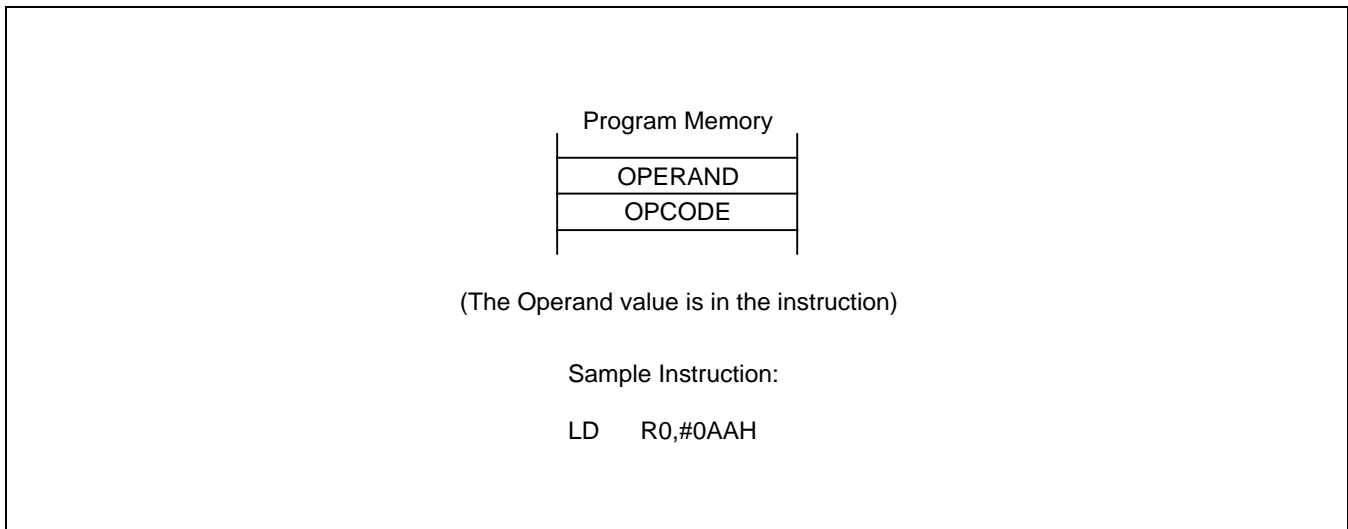 Program Memory
OPERAND
OPCODE
(The Operand value is in the instruction)
Sample Instruction:
LD R0,#0AAH